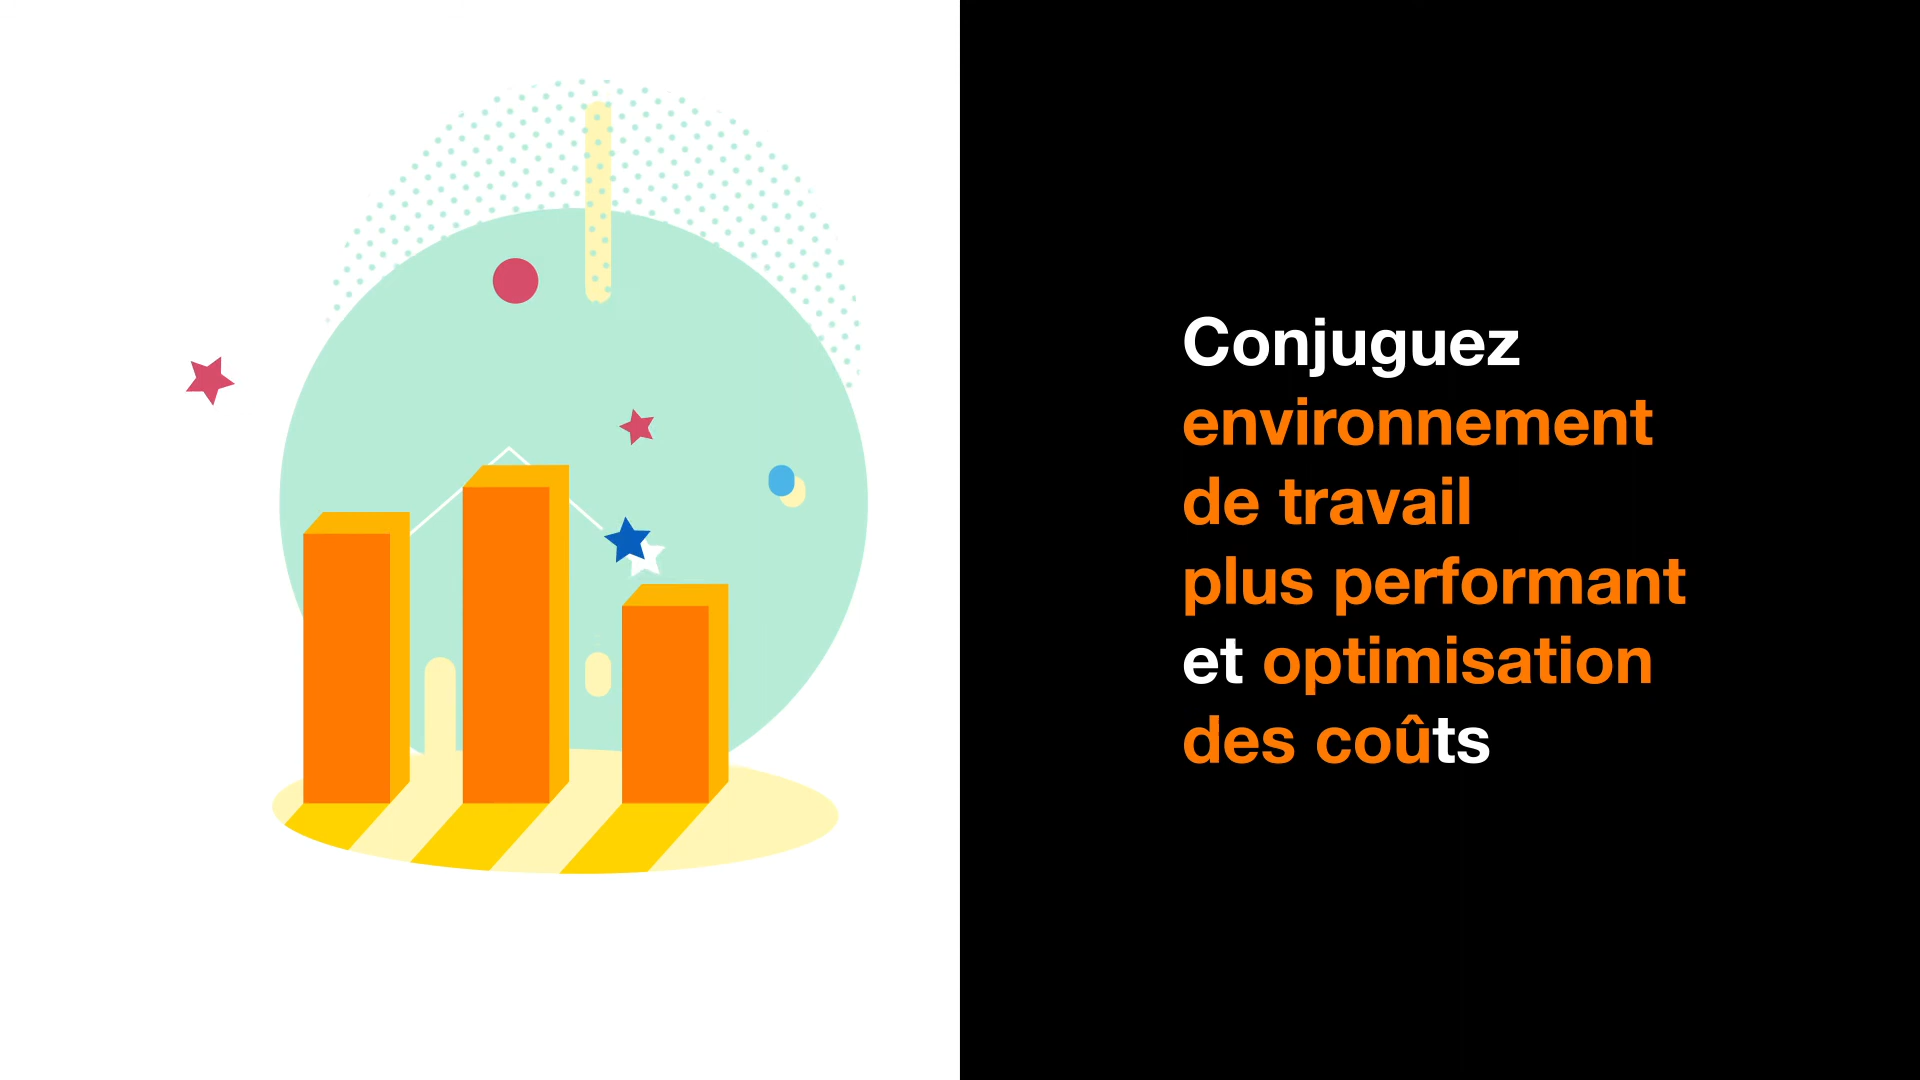 Conjuguez
environnement
de travail
plus performant
et optimisation
des coûts